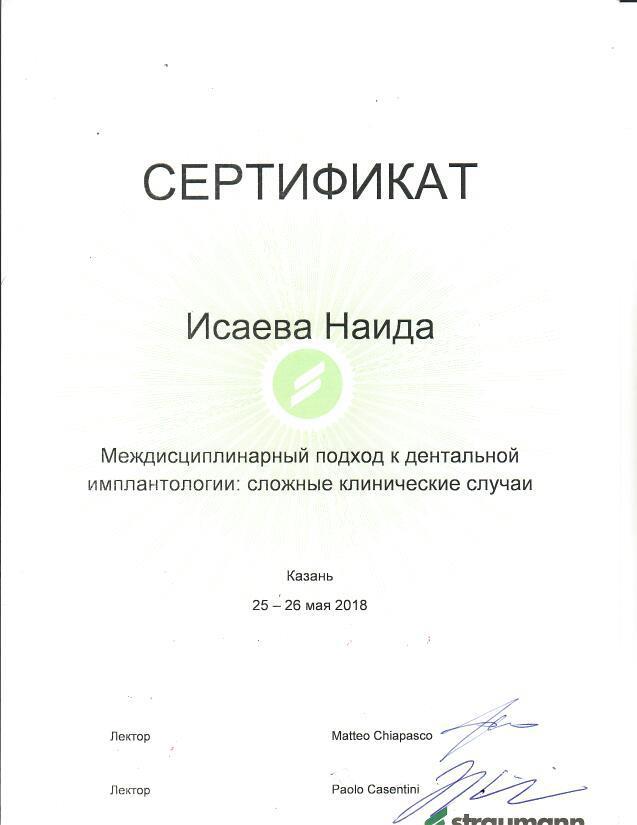 СЕРТИФИКАТ
Исаева Наида
Междисциплинарный подход к дентальной
имплантологии: сложные клинические случаи
Казань
25 – 26 мая 2018
Лектор Matteo Chiapasco
Лектор Paolo Casentini
straumann